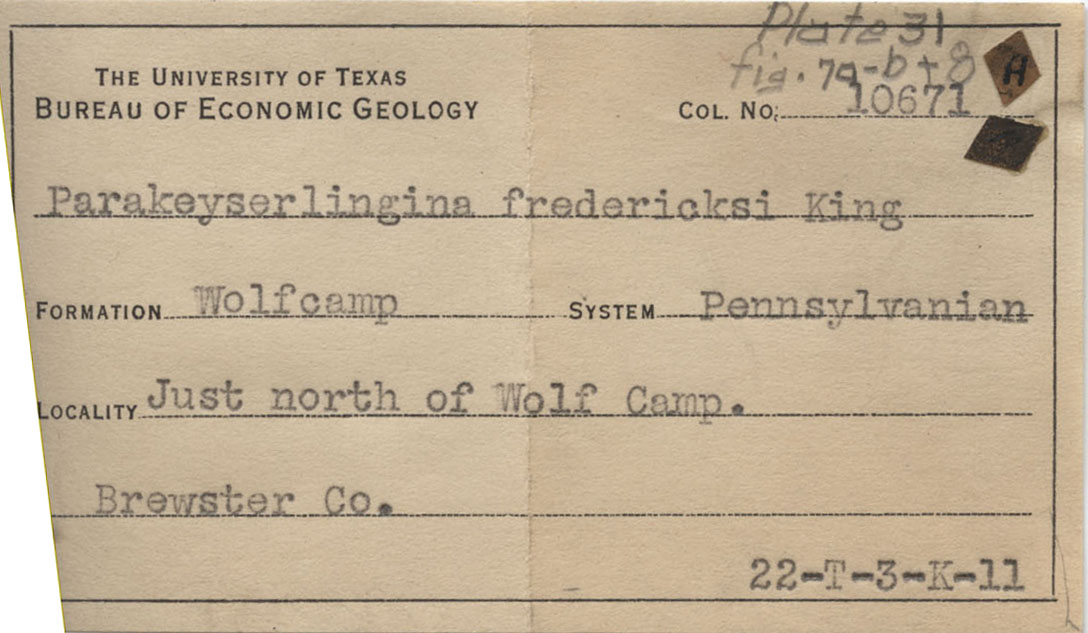 Plate 31
fig. 7a-b + 8
A
THE UNIVERSITY OF TEXAS
BUREAU OF ECONOMIC GEOLOGY
COL. NO. 10671
Parakeyserlingina fredericksi King
FORMATION Wolfcamp SYSTEM Pennsylvanian
LOCALITY Just north of Wolf Camp.
Brewster Co.
22-T-3-K-11